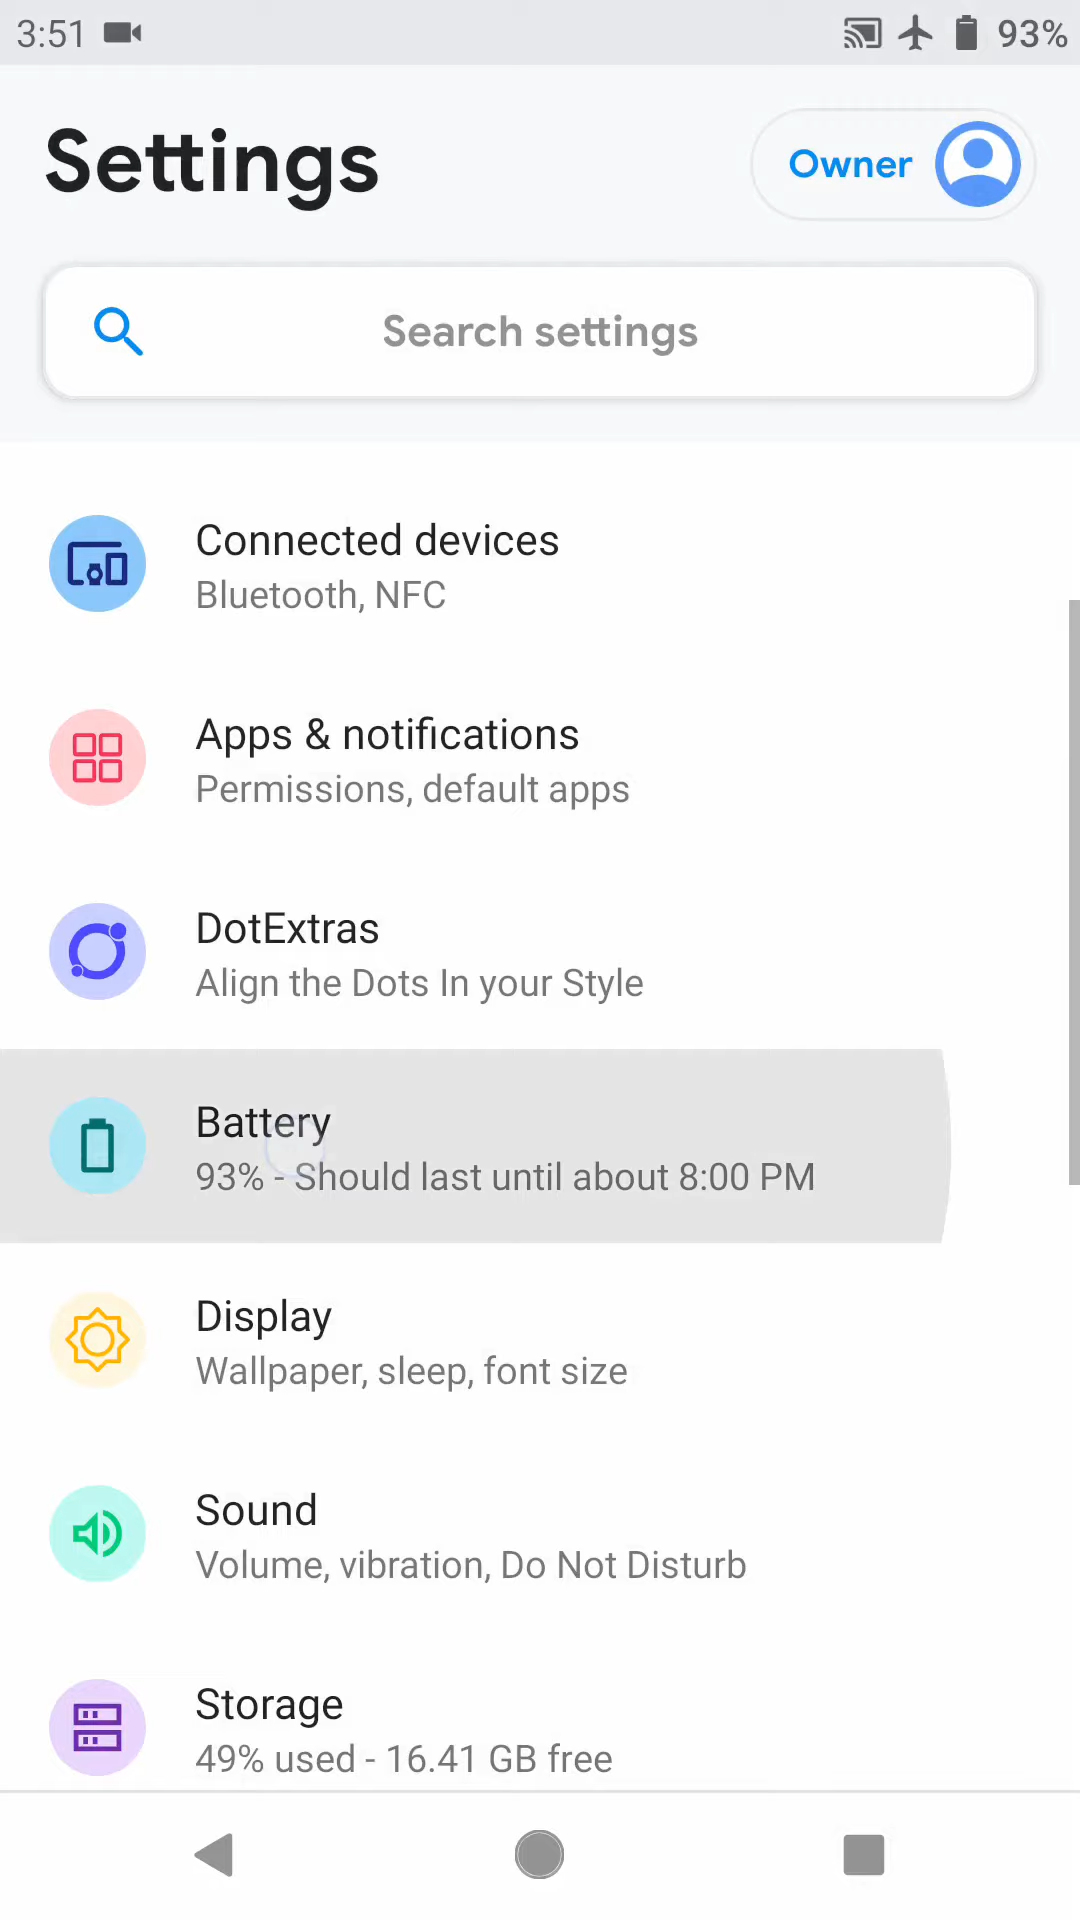 3:51
93%
Settings
Owner
Search settings
Connected devices
Bluetooth, NFC
Apps & notifications
Permissions, default apps
DotExtras
Align the Dots In your Style
Battery
93% - Should last until about 8:00 PM
Display
Wallpaper, sleep, font size
Sound
Volume, vibration, Do Not Disturb
Storage
49% used - 16.41 GB free